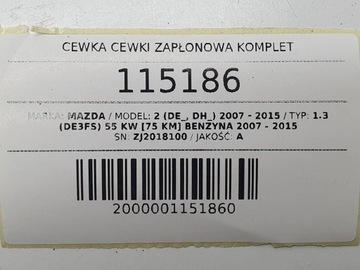 CEWKA CEWKI ZAPŁONOWA KOMPLET
115186
MARKA: MAZDA / MODEL: 2 (DE_, DH_) 2007 - 2015 / TYP: 1.3
(DE3FS) 55 KW [75 KM] BENZYNA 2007 - 2015
SN: ZJ2018100 / JAKOŚĆ: A
2000001151860